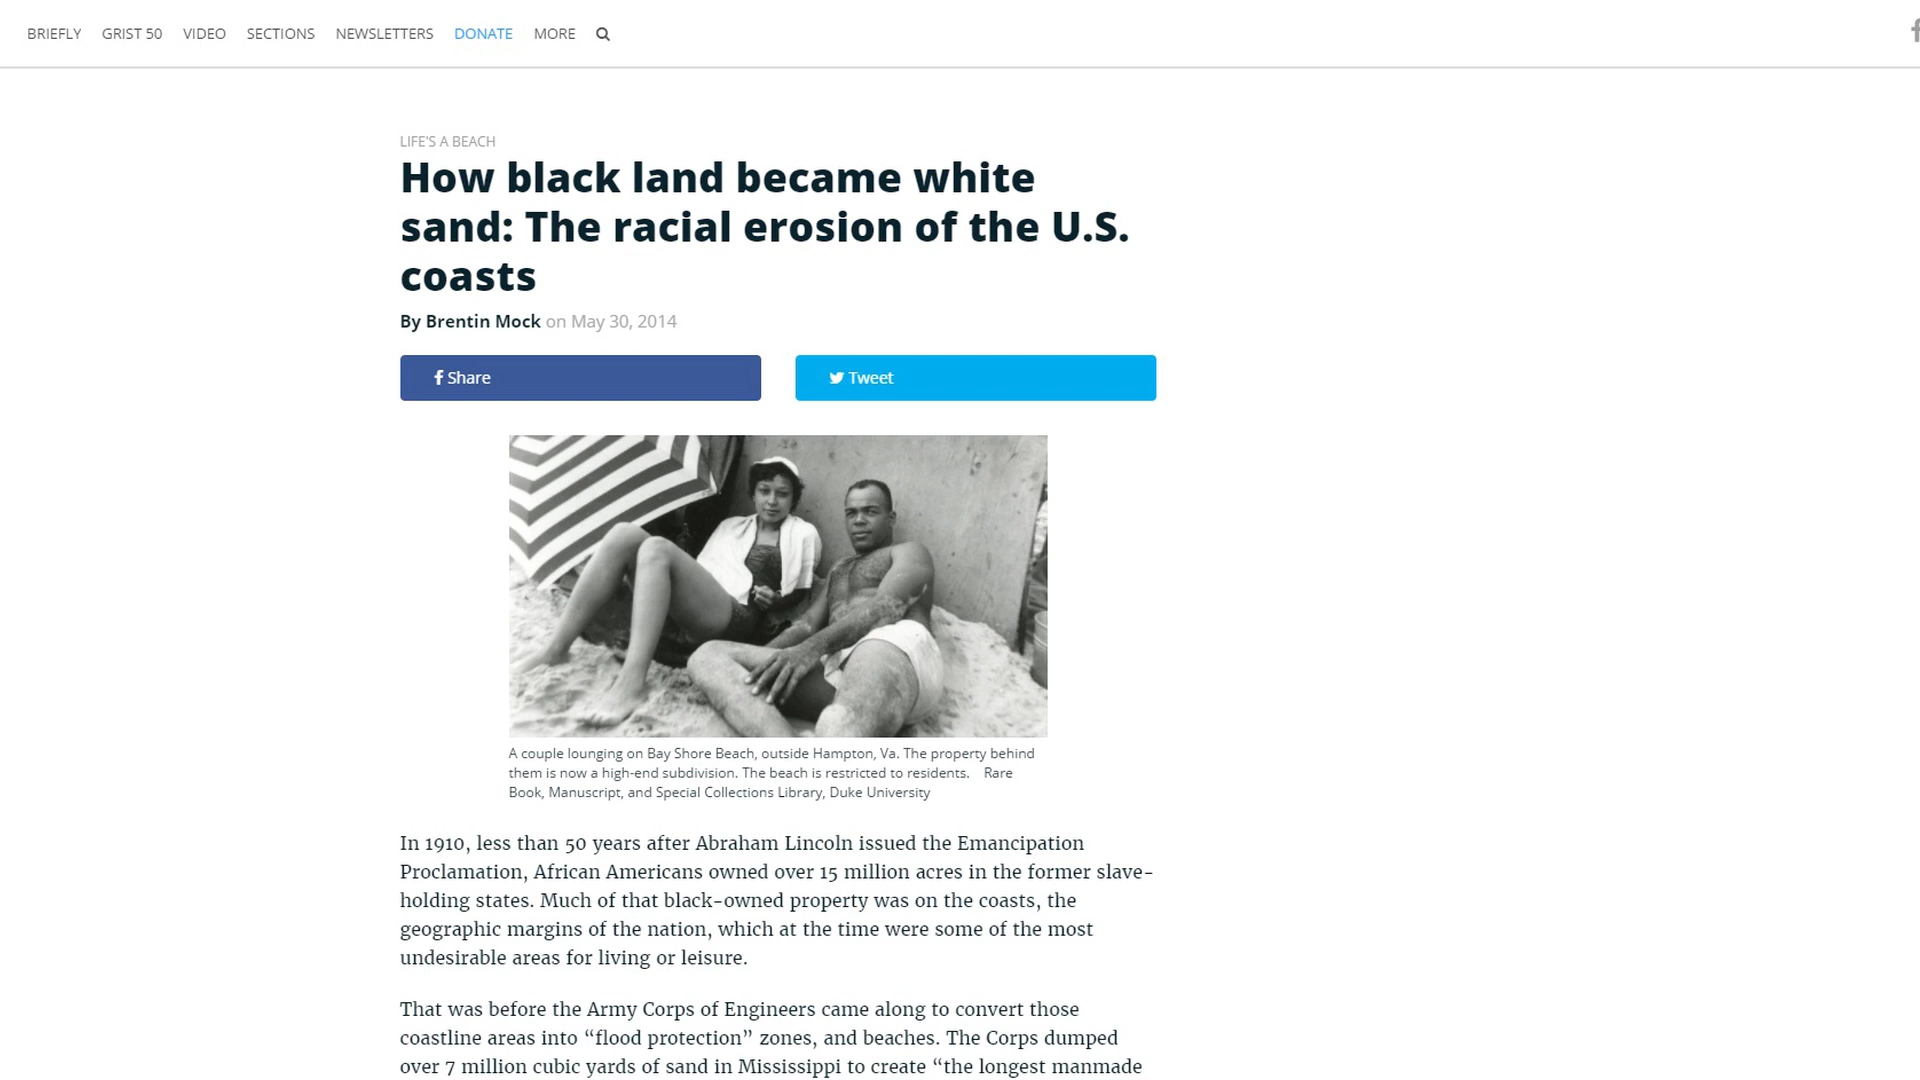 BRIEFLY GRIST 50 VIDEO SECTIONS NEWSLETTERS DONATE MORE
LIFE'S A BEACH
How black land became white
sand: The racial erosion of the U.S.
coasts
By Brentin Mock on May 30, 2014
Share
Tweet
A couple lounging on Bay Shore Beach, outside Hampton, Va. The property behind
them is now a high-end subdivision. The beach is restricted to residents. Rare
Book, Manuscript, and Special Collections Library, Duke University
In 1910, less than 50 years after Abraham Lincoln issued the Emancipation
Proclamation, African Americans owned over 15 million acres in the former slave-
holding states. Much of that black-owned property was on the coasts, the
geographic margins of the nation, which at the time were some of the most
undesirable areas for living or leisure.
That was before the Army Corps of Engineers came along to convert those
coastline areas into “flood protection” zones, and beaches. The Corps dumped
over 7 million cubic yards of sand in Mississippi to create “the longest manmade